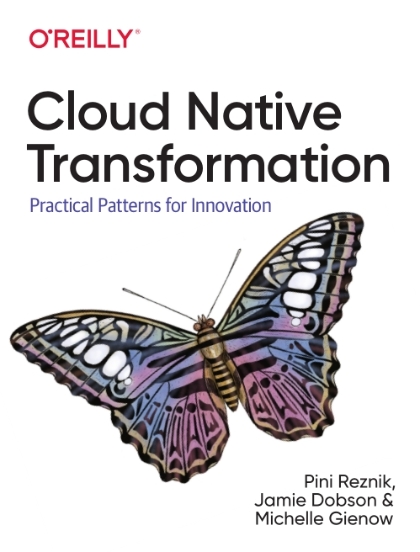 O'REILLY®
Cloud Native
Transformation
Practical Patterns for Innovation
Pini Reznik,
Jamie Dobson &
Michelle Gienow